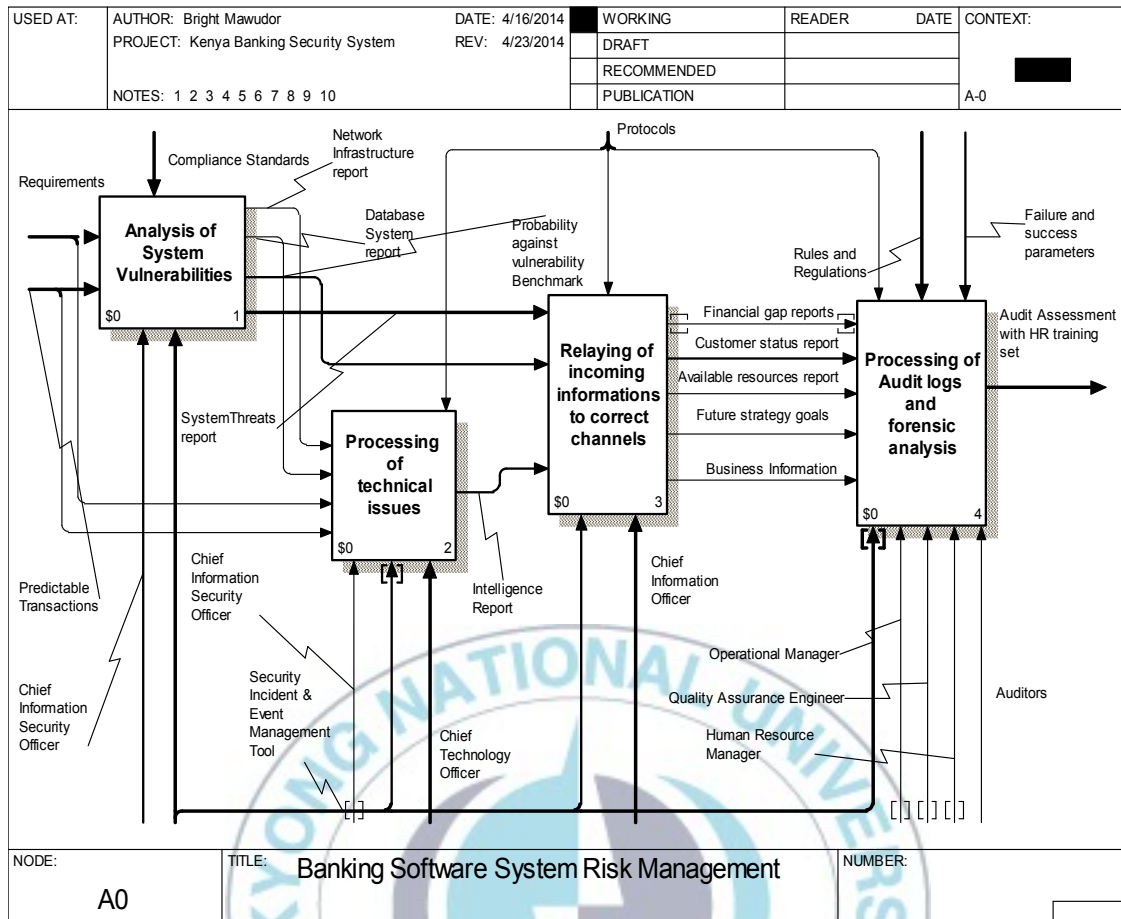 USED AT:
AUTHOR: Bright Mawudor
DATE: 4/16/2014
PROJECT: Kenya Banking Security System
REV: 4/23/2014
NOTES: 1 2 3 4 5 6 7 8 9 10
WORKING
DRAFT
RECOMMENDED
PUBLICATION
READER
DATE
CONTEXT:
A-0
Requirements
Compliance Standards
Network
Infrastructure
report
Protocols
Analysis of
System
Vulnerabilities
$0
1
Database
System
report
Probability
against
vulnerability
Benchmark
Rules and
Regulations
Failure and
success
parameters
SystemThreats
report
Processing
of
technical
issues
$0
2
Relaying of
incoming
informations
to correct
channels
$0
3
Financial gap reports
Customer status report
Available resources report
Future strategy goals
Business Information
Processing of
Audit logs
and
forensic
analysis
$0
4
Audit Assessment
with HR training
set
Predictable
Transactions
Chief
Information
Security
Officer
Chief
Information
Security
Officer
Security
Incident &
Event
Management
Tool
Intelligence
Report
Chief
Technology
Officer
Chief
Information
Officer
Operational Manager
Quality Assurance Engineer
Human Resource
Manager
Auditors
KYONG NATIONAL UNIVERS
NODE:
A0
TITLE:
Banking Software System Risk Management
NUMBER: